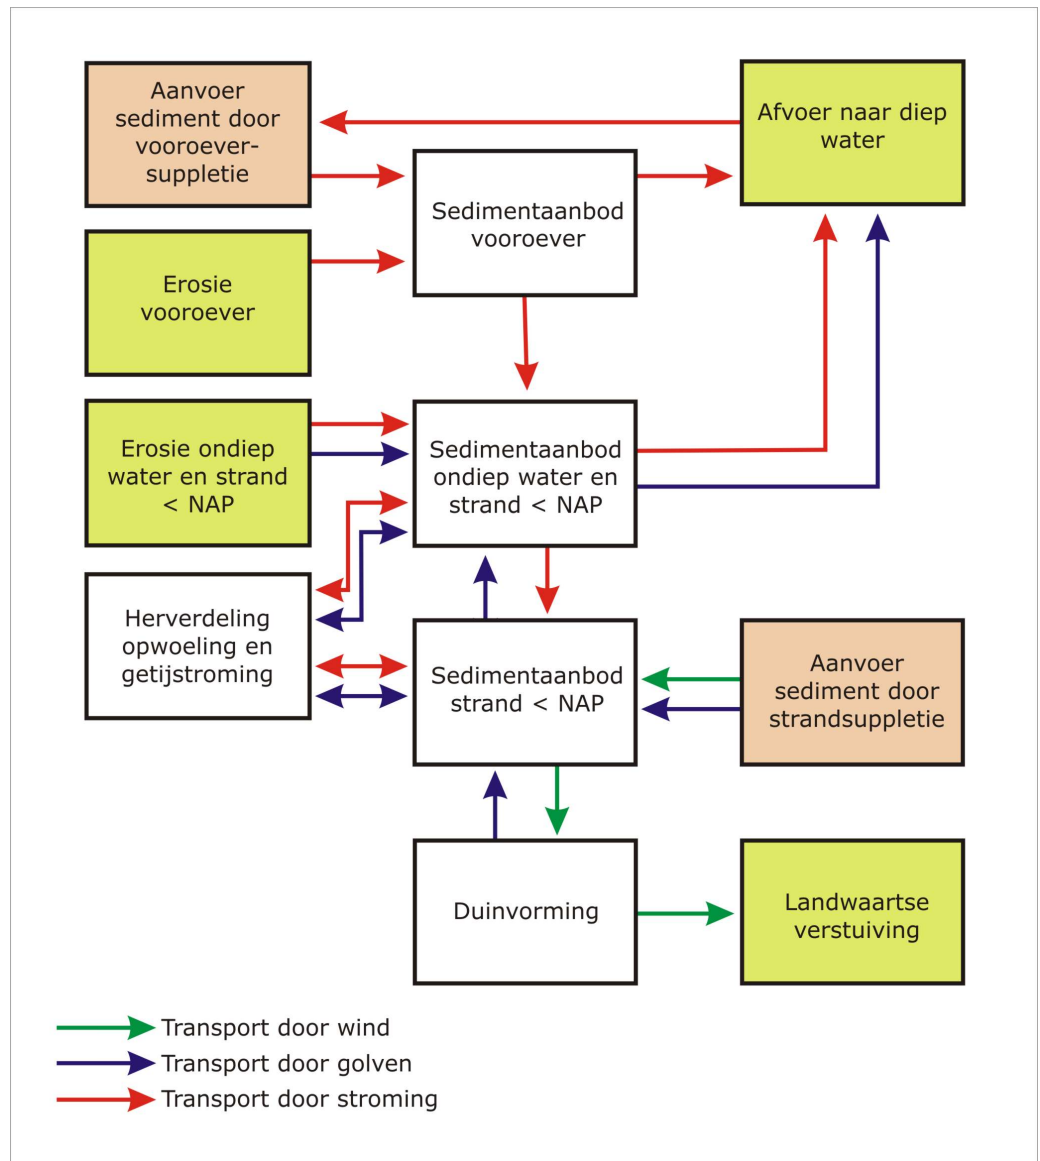 Aanvoer
sediment door
vooroever-
suppletie
Afvoer naar diep
water
Sedimentaanbod
vooroever
Erosie
vooroever
Erosie ondiep
water en strand
< NAP
Sedimentaanbod
ondiep water en
strand < NAP
Herverdeling
opwoeling en
getijstroming
Sedimentaanbod
strand < NAP
Aanvoer
sediment door
strandsuppletie
Duinvorming
Landwaartse
verstuiving
Transport door wind
Transport door golven
Transport door stroming